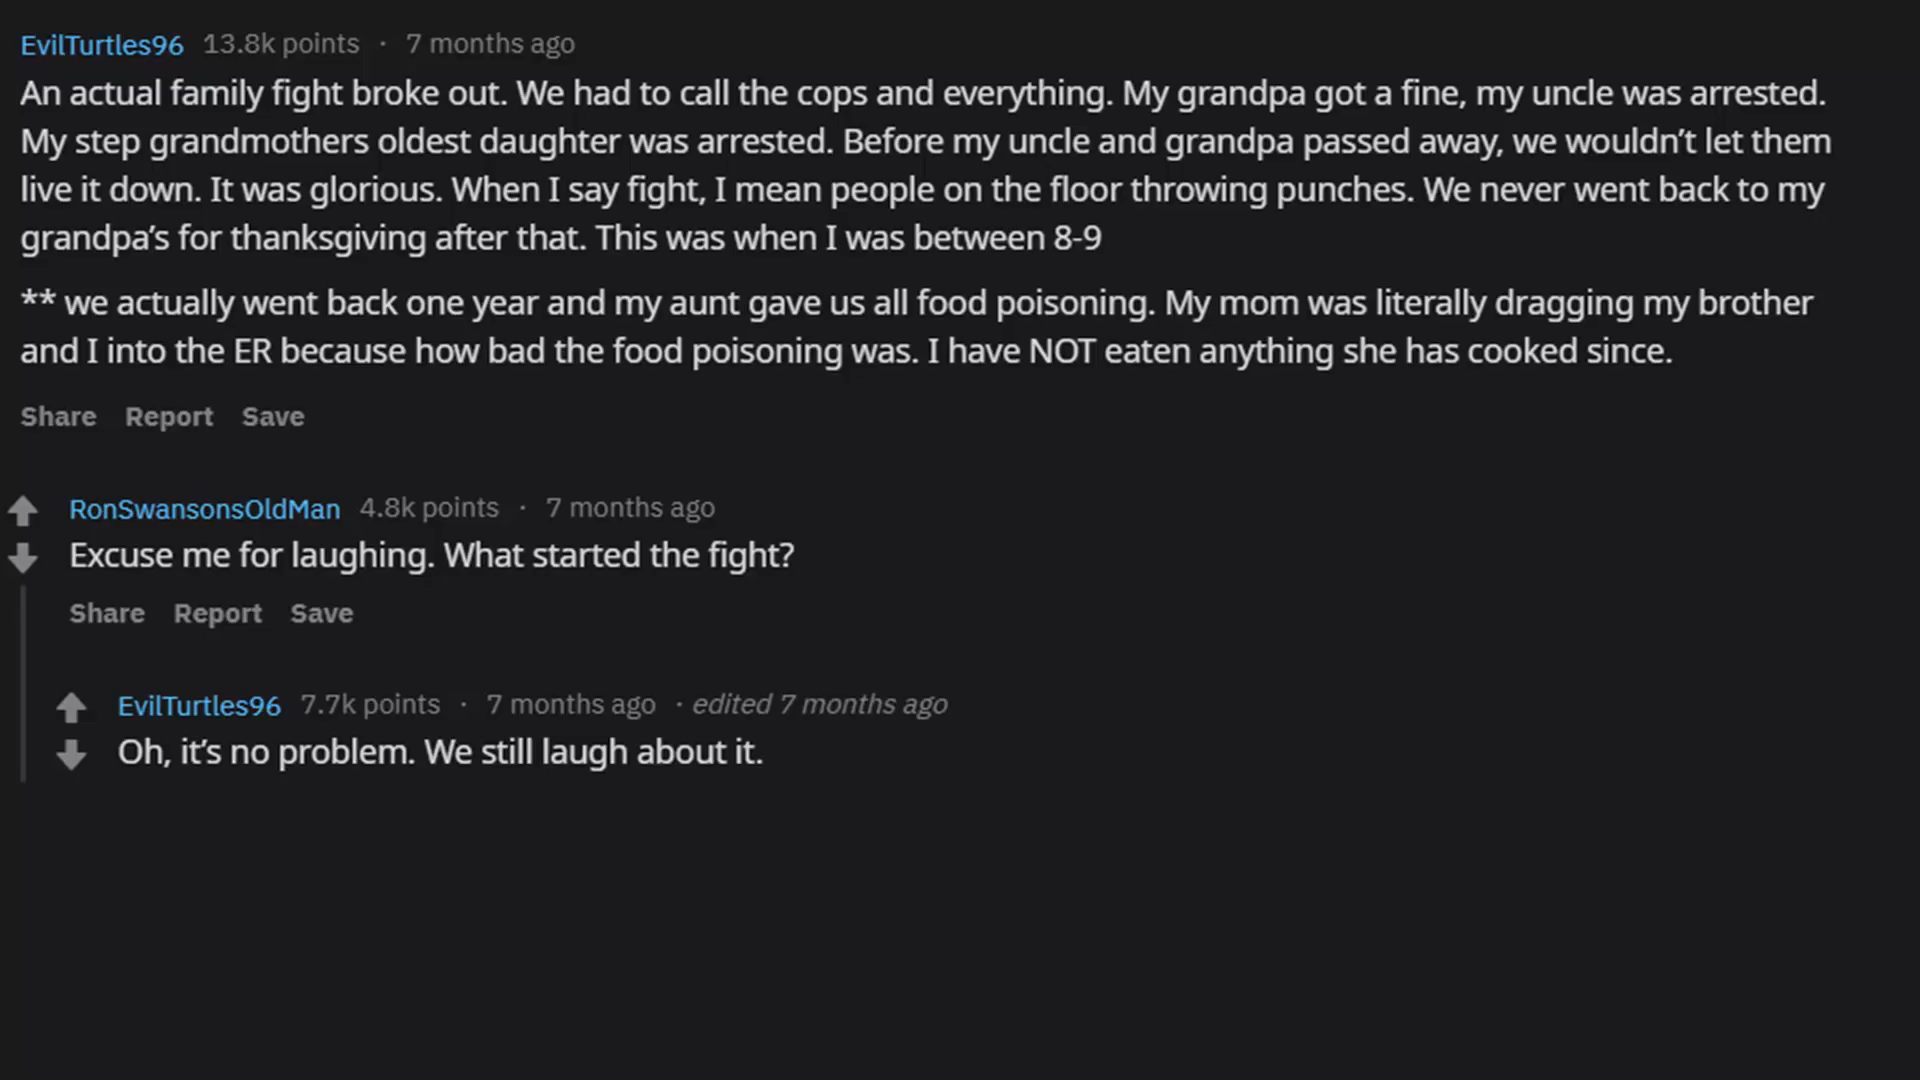 EvilTurtles96 13.8k points · 7 months ago
An actual family fight broke out. We had to call the cops and everything. My grandpa got a fine, my uncle was arrested.
My step grandmothers oldest daughter was arrested. Before my uncle and grandpa passed away, we wouldn’t let them
live it down. It was glorious. When I say fight, I mean people on the floor throwing punches. We never went back to my
grandpa’s for thanksgiving after that. This was when I was between 8-9
** we actually went back one year and my aunt gave us all food poisoning. My mom was literally dragging my brother
and I into the ER because how bad the food poisoning was. I have NOT eaten anything she has cooked since.
Share Report Save
RonSwansonsOldMan 4.8k points · 7 months ago
Excuse me for laughing. What started the fight?
Share Report Save
EvilTurtles96 7.7k points · 7 months ago · edited 7 months ago
Oh, it’s no problem. We still laugh about it.